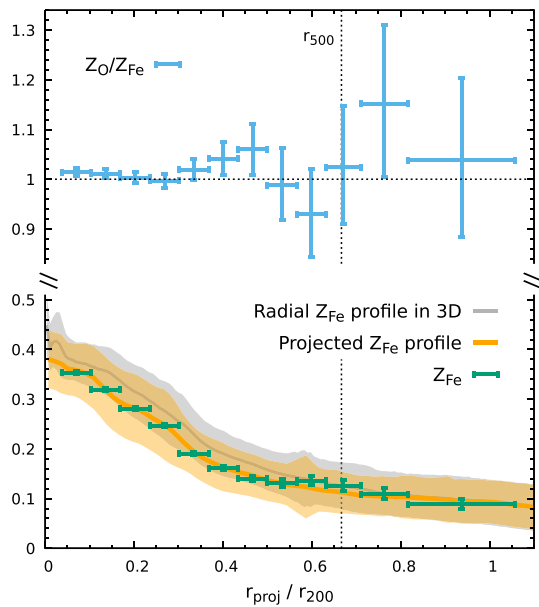 1.3
1.2
1.1
1
0.9
r500
ZO/ZFe
0.5
0.4
0.3
0.2
0.1
0
Radial ZFe profile in 3D
Projected ZFe profile
ZFe
0 0.2 0.4 0.6 0.8 1
rproj / r200